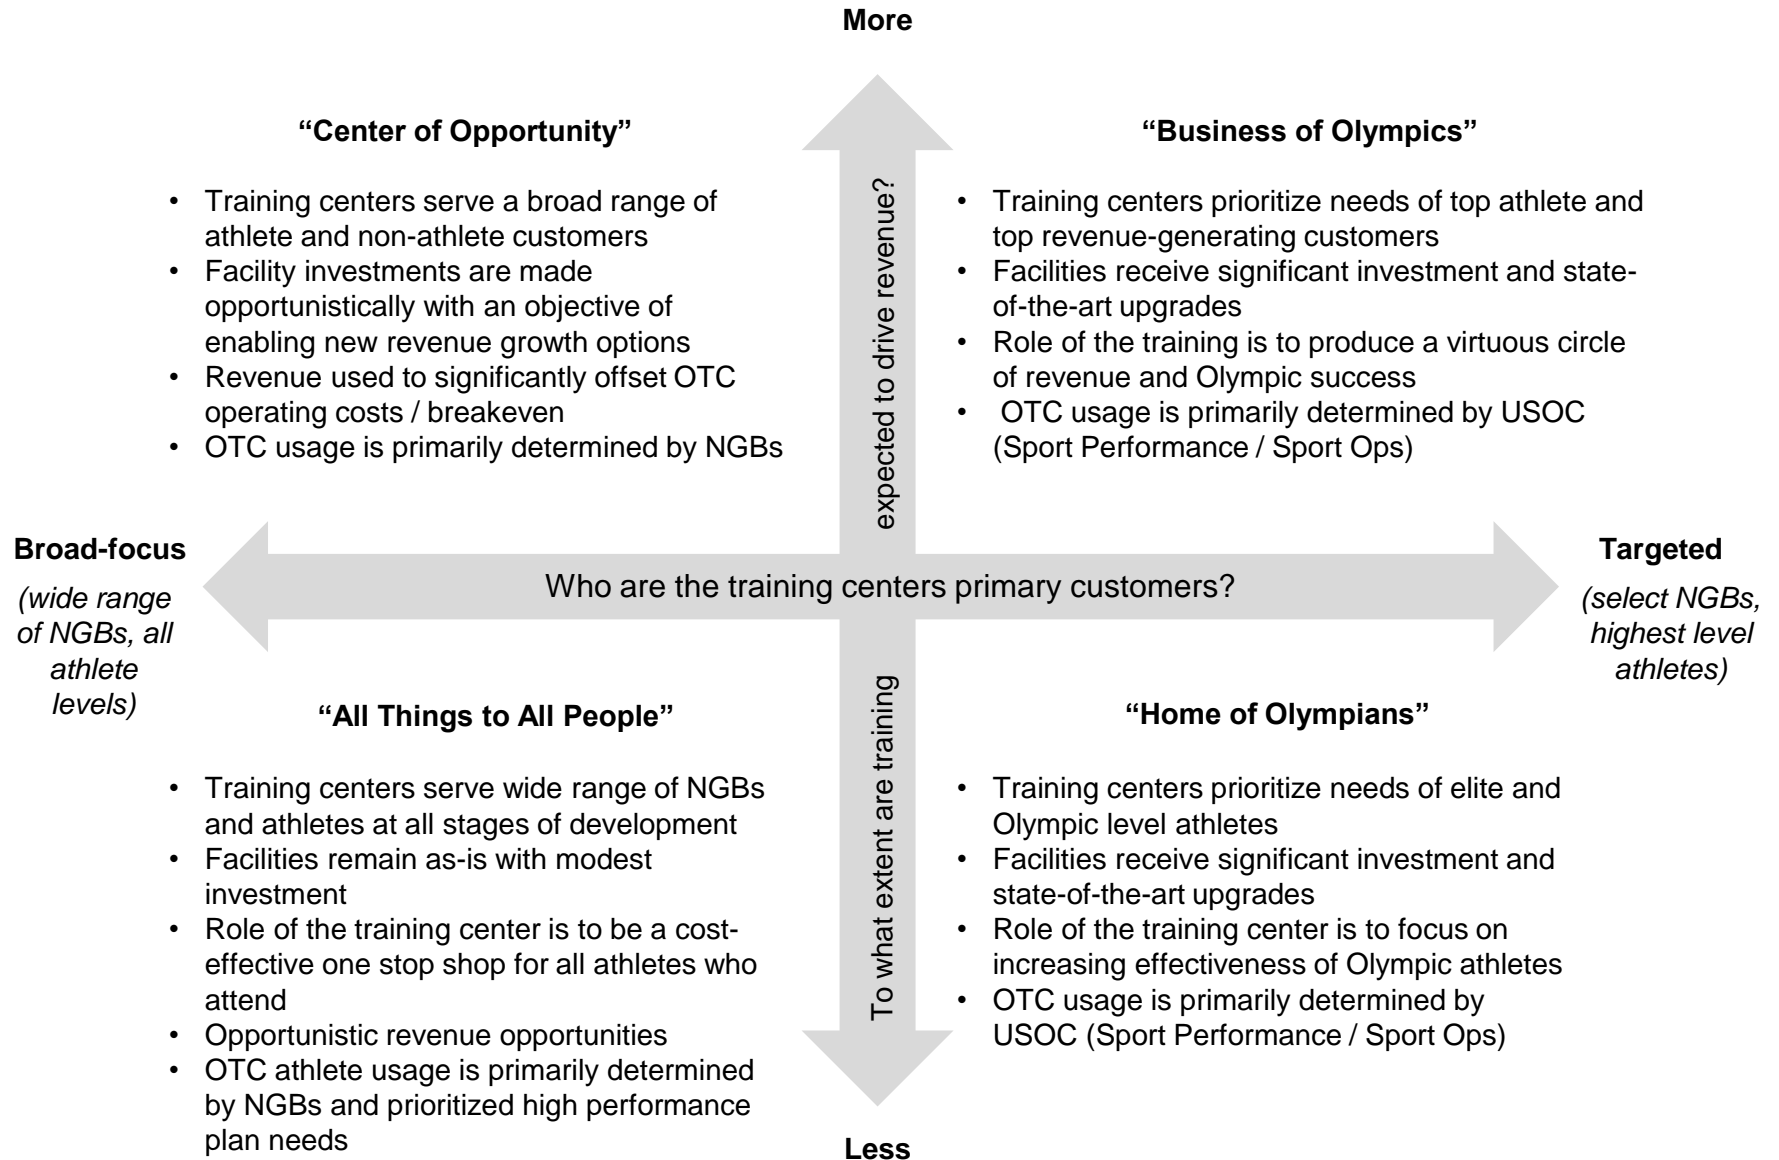 More
“Center of Opportunity”
• Training centers serve a broad range of
athlete and non-athlete customers
• Facility investments are made
opportunistically with an objective of
enabling new revenue growth options
• Revenue used to significantly offset OTC
operating costs / breakeven
• OTC usage is primarily determined by NGBs
“Business of Olympics”
• Training centers prioritize needs of top athlete and
top revenue-generating customers
• Facilities receive significant investment and state-
of-the-art upgrades
• Role of the training is to produce a virtuous circle
of revenue and Olympic success
• OTC usage is primarily determined by USOC
(Sport Performance / Sport Ops)
To what extent are training
expected to drive revenue?
Broad-focus
(wide range
of NGBs, all
athlete
levels)
Who are the training centers primary customers?
Targeted
(select NGBs,
highest level
athletes)
“All Things to All People”
• Training centers serve wide range of NGBs
and athletes at all stages of development
• Facilities remain as-is with modest
investment
• Role of the training center is to be a cost-
effective one stop shop for all athletes who
attend
• Opportunistic revenue opportunities
• OTC athlete usage is primarily determined
by NGBs and prioritized high performance
plan needs
“Home of Olympians”
• Training centers prioritize needs of elite and
Olympic level athletes
• Facilities receive significant investment and
state-of-the-art upgrades
• Role of the training center is to focus on
increasing effectiveness of Olympic athletes
• OTC usage is primarily determined by
USOC (Sport Performance / Sport Ops)
Less